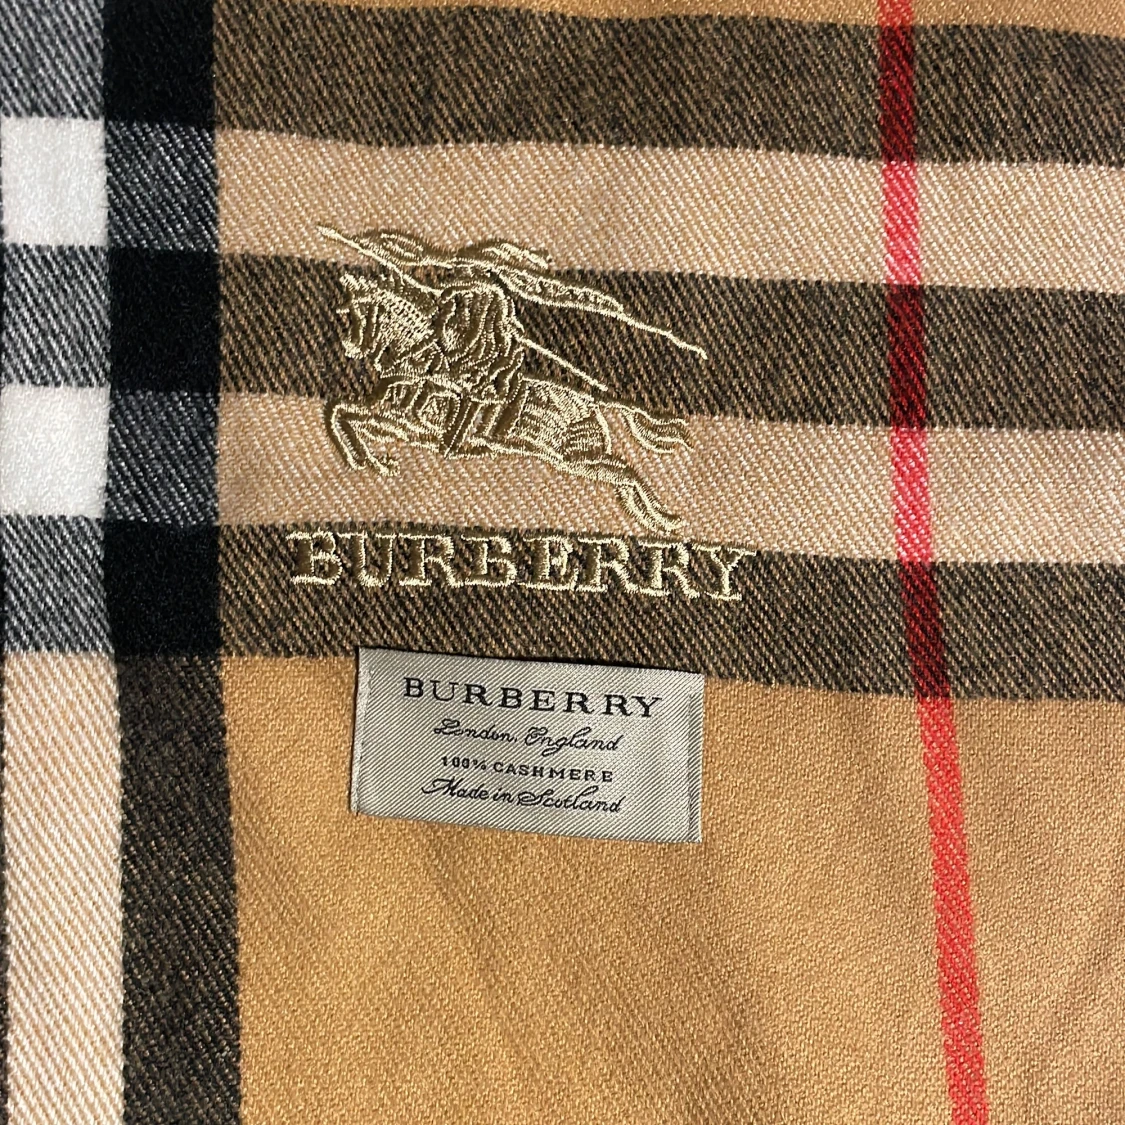 BURBERRY
BURBERRY
London, England
100% CASHMERE
Made in Scotland